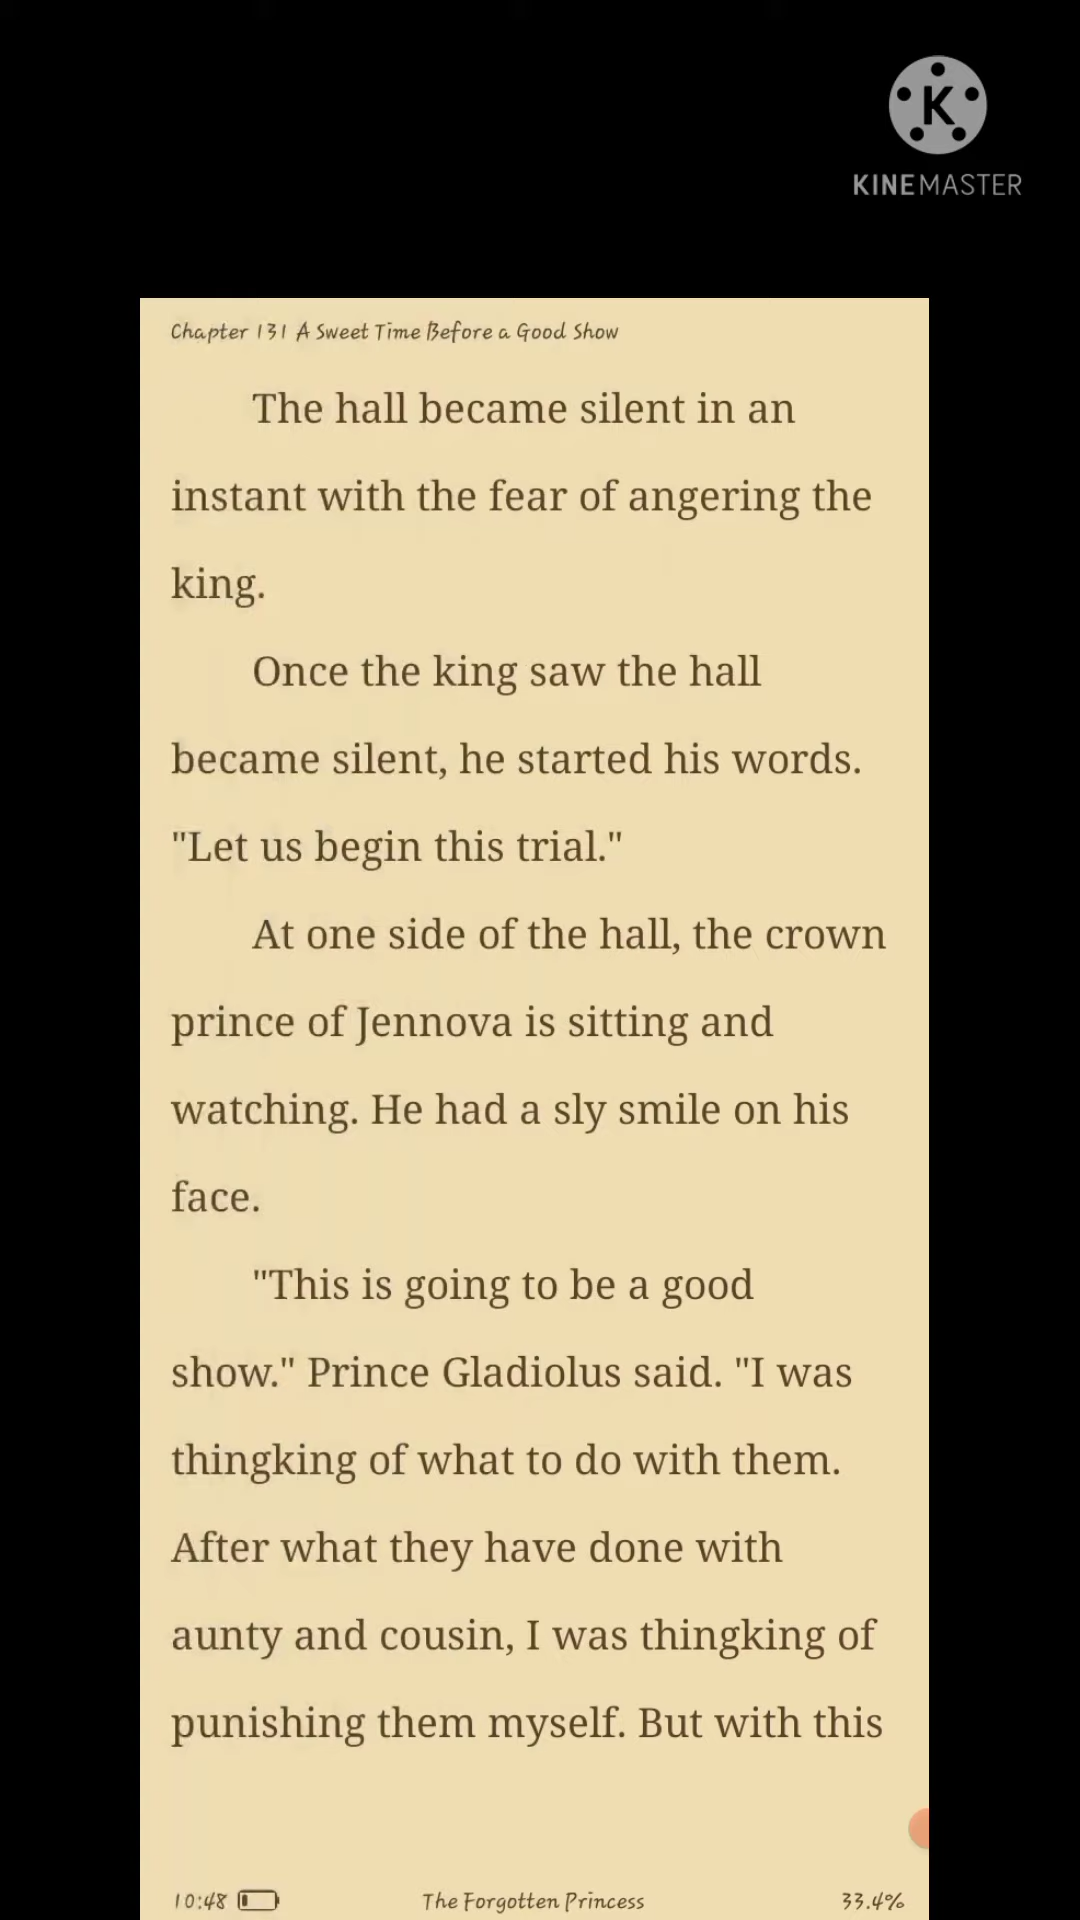 K
KINEMASTER
Chapter 131 A Sweet Time Before a Good Show
The hall became silent in an
instant with the fear of angering the
king.
Once the king saw the hall
became silent, he started his words.
"Let us begin this trial."
At one side of the hall, the crown
prince of Jennova is sitting and
watching. He had a sly smile on his
face.
"This is going to be a good
show." Prince Gladiolus said. "I was
thingking of what to do with them.
After what they have done with
aunty and cousin, I was thingking of
punishing them myself. But with this
10:48 The Forgotten Princess 33.4%